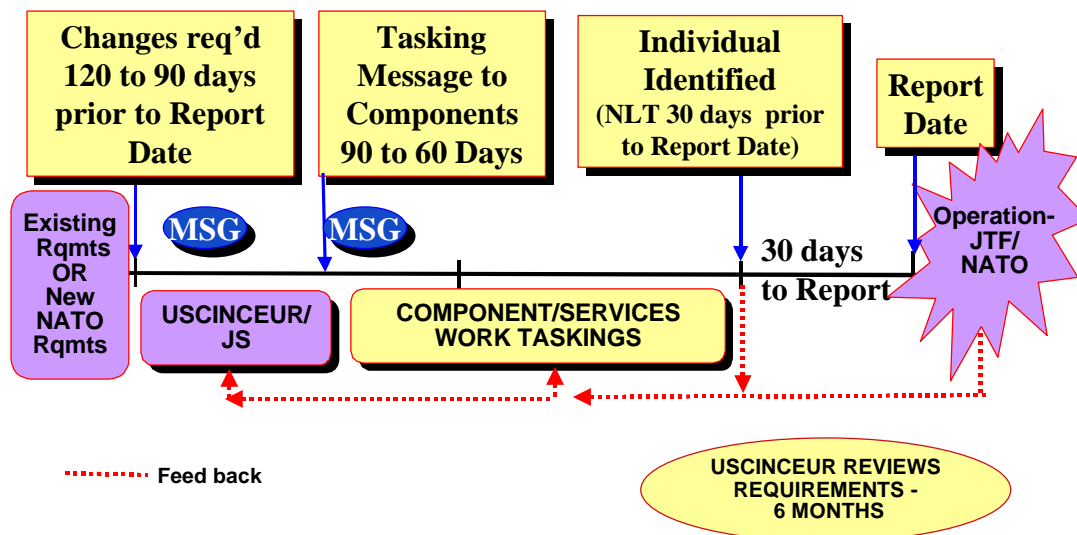 Changes req’d
120 to 90 days
prior to Report
Date
Tasking
Message to
Components
90 to 60 Days
Individual
Identified
(NLT 30 days prior
to Report Date)
Report
Date
Existing
Rqmts
OR
New
NATO
Rqmts
MSG
MSG
Operation-
JTF/
NATO
30 days
to Report
USCINCEUR/
JS
COMPONENT/SERVICES
WORK TASKINGS
Feed back
USCINCEUR REVIEWS
REQUIREMENTS -
6 MONTHS